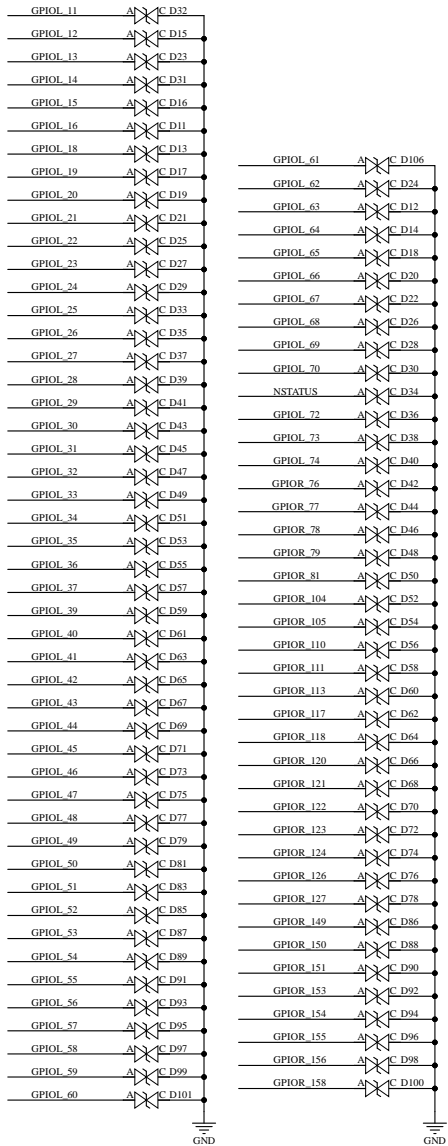 GPIOL_11 A C D32
GPIOL_12 A C D15
GPIOL_13 A C D23
GPIOL_14 A C D31
GPIOL_15 A C D16
GPIOL_16 A C D11
GPIOL_18 A C D13
GPIOL_19 A C D17
GPIOL_20 A C D19
GPIOL_21 A C D21
GPIOL_22 A C D25
GPIOL_23 A C D27
GPIOL_24 A C D29
GPIOL_25 A C D33
GPIOL_26 A C D35
GPIOL_27 A C D37
GPIOL_28 A C D39
GPIOL_29 A C D41
GPIOL_30 A C D43
GPIOL_31 A C D45
GPIOL_32 A C D47
GPIOL_33 A C D49
GPIOL_34 A C D51
GPIOL_35 A C D53
GPIOL_36 A C D55
GPIOL_37 A C D57
GPIOL_39 A C D59
GPIOL_40 A C D61
GPIOL_41 A C D63
GPIOL_42 A C D65
GPIOL_43 A C D67
GPIOL_44 A C D69
GPIOL_45 A C D71
GPIOL_46 A C D73
GPIOL_47 A C D75
GPIOL_48 A C D77
GPIOL_49 A C D79
GPIOL_50 A C D81
GPIOL_51 A C D83
GPIOL_52 A C D85
GPIOL_53 A C D87
GPIOL_54 A C D89
GPIOL_55 A C D91
GPIOL_56 A C D93
GPIOL_57 A C D95
GPIOL_58 A C D97
GPIOL_59 A C D99
GPIOL_60 A C D101
GND
GPIOL_61 A C D106
GPIOL_62 A C D24
GPIOL_63 A C D12
GPIOL_64 A C D14
GPIOL_65 A C D18
GPIOL_66 A C D20
GPIOL_67 A C D22
GPIOL_68 A C D26
GPIOL_69 A C D28
GPIOL_70 A C D30
NSTATUS A C D34
GPIOL_72 A C D36
GPIOL_73 A C D38
GPIOL_74 A C D40
GPIOR_76 A C D42
GPIOR_77 A C D44
GPIOR_78 A C D46
GPIOR_79 A C D48
GPIOR_81 A C D50
GPIOR_104 A C D52
GPIOR_105 A C D54
GPIOR_110 A C D56
GPIOR_111 A C D58
GPIOR_113 A C D60
GPIOR_117 A C D62
GPIOR_118 A C D64
GPIOR_120 A C D66
GPIOR_121 A C D68
GPIOR_122 A C D70
GPIOR_123 A C D72
GPIOR_124 A C D74
GPIOR_126 A C D76
GPIOR_127 A C D78
GPIOR_149 A C D86
GPIOR_150 A C D88
GPIOR_151 A C D90
GPIOR_153 A C D92
GPIOR_154 A C D94
GPIOR_155 A C D96
GPIOR_156 A C D98
GPIOR_158 A C D100
GND